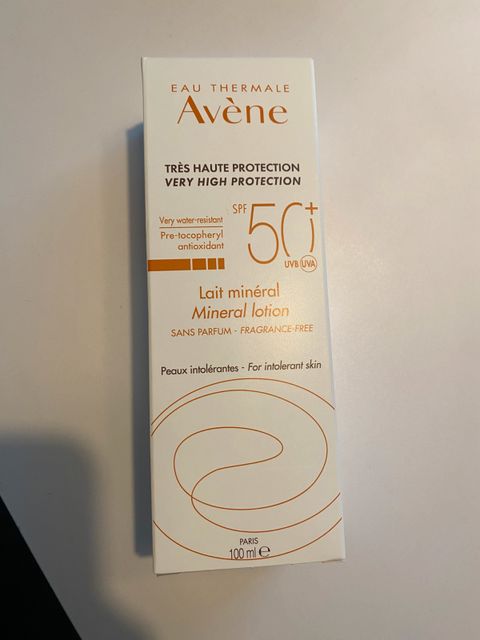 EAU THERMALE
Avène
TRÈS HAUTE PROTECTION
VERY HIGH PROTECTION
Very water-resistant
Pre-tocopheryl
antioxidant
SPF 50+
UVB UVA
Lait minéral
Mineral lotion
SANS PARFUM - FRAGRANCE-FREE
Peaux intolérantes - For intolerant skin
PARIS
100 ml e